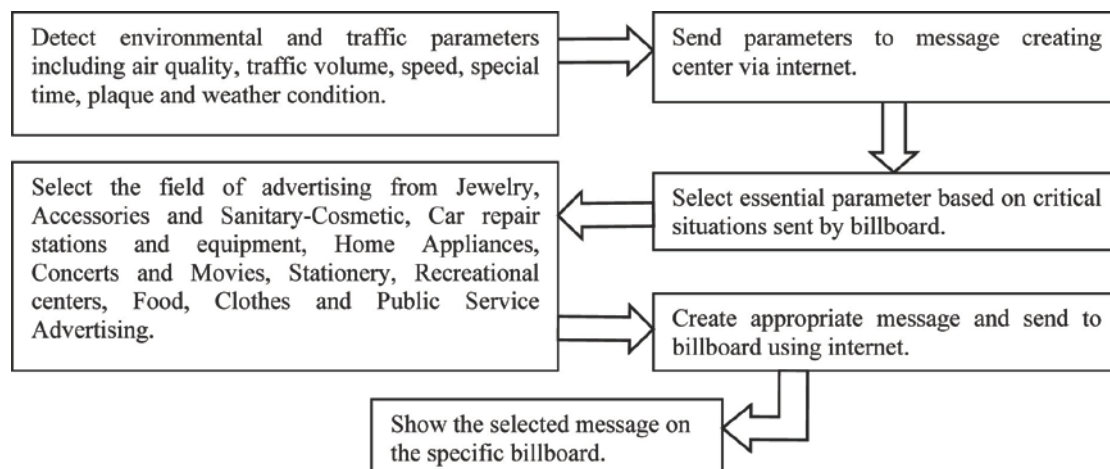 Detect environmental and traffic parameters
including air quality, traffic volume, speed, special
time, plaque and weather condition.
Send parameters to message creating
center via internet.
Select essential parameter based on critical
situations sent by billboard.
Select the field of advertising from Jewelry,
Accessories and Sanitary-Cosmetic, Car repair
stations and equipment, Home Appliances,
Concerts and Movies, Stationery, Recreational
centers, Food, Clothes and Public Service
Advertising.
Create appropriate message and send to
billboard using internet.
Show the selected message on
the specific billboard.